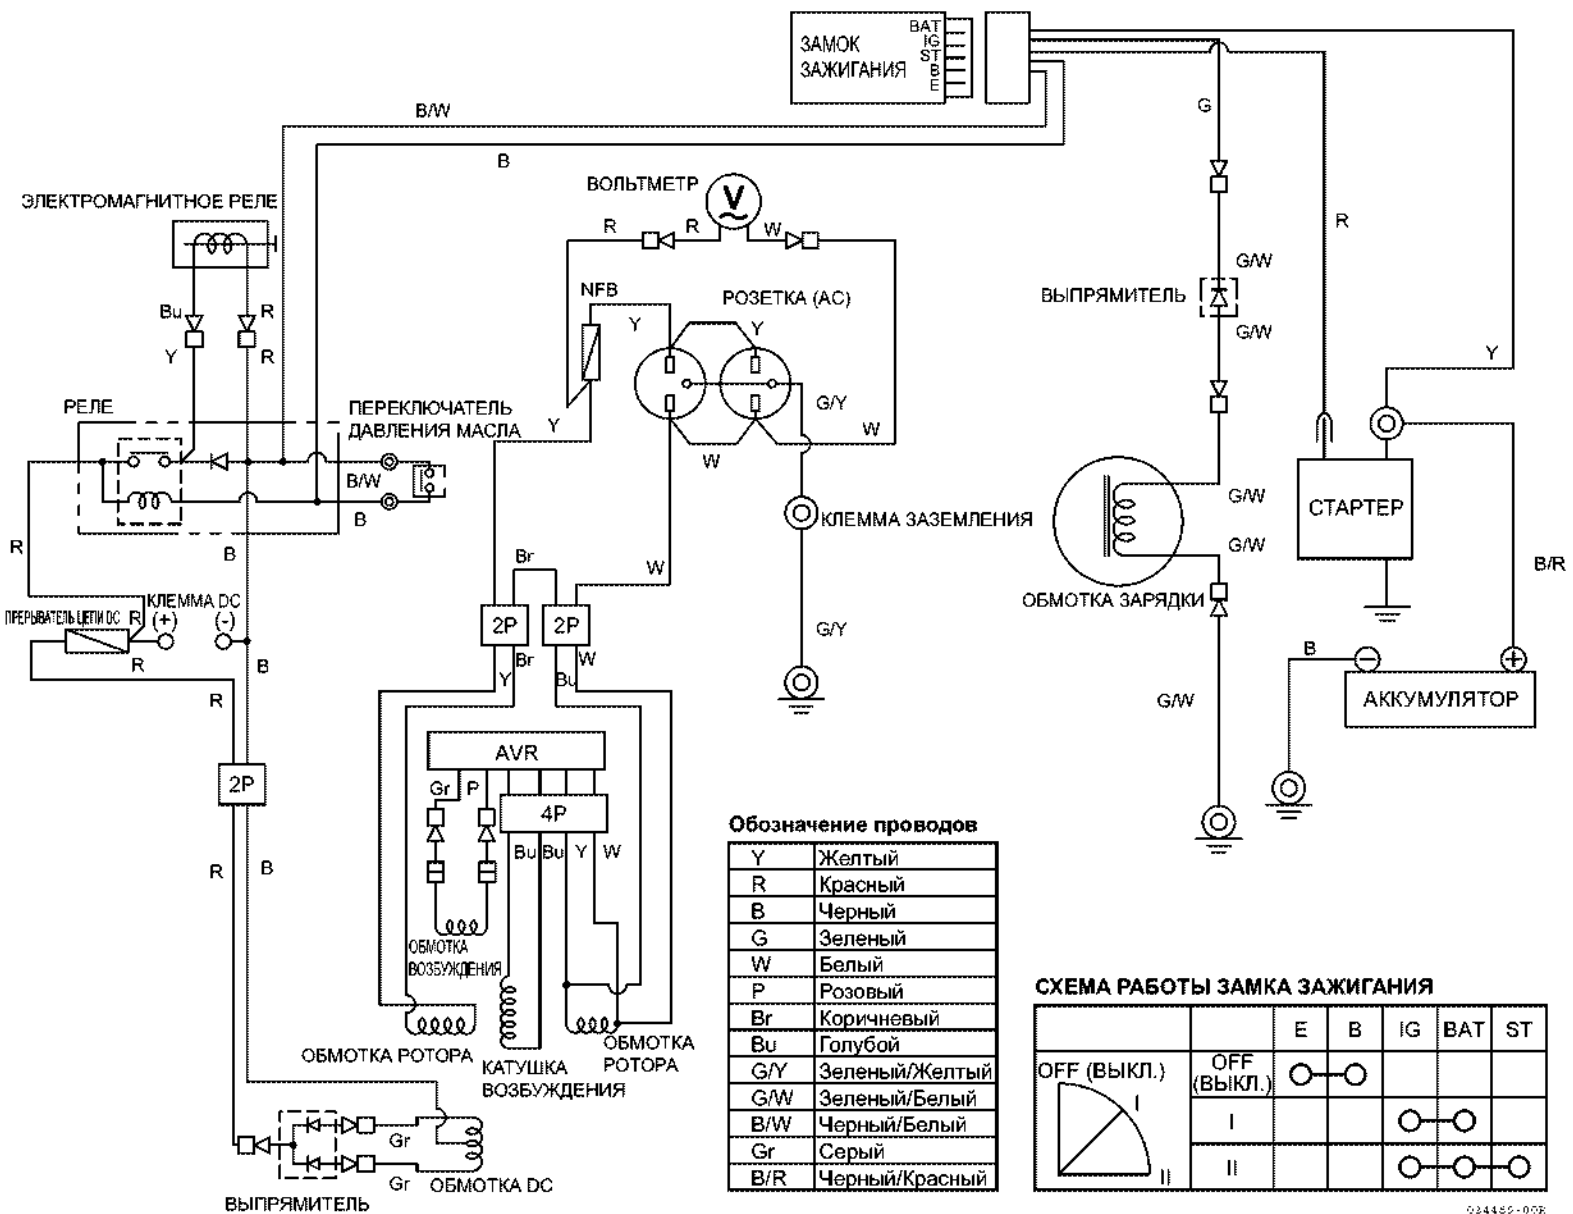 ЗАМОК
ЗАЖИГАНИЯ
BAT
IG
ST
B
E
B/W
B
G
ЭЛЕКТРОМАГНИТНОЕ РЕЛЕ
ВОЛЬТМЕТР
V
R
R
W
R
G/W
ВЫПРЯМИТЕЛЬ
G/W
NFB
РОЗЕТКА (AC)
Y
Y
Bu
R
Y
R
Y
РЕЛЕ
ПЕРЕКЛЮЧАТЕЛЬ
ДАВЛЕНИЯ МАСЛА
G/Y
Y
W
W
B/W
B
G/W
КЛЕММА ЗАЗЕМЛЕНИЯ
СТАРТЕР
R
B
Br
W
G/W
B/R
ОБМОТКА ЗАРЯДКИ
ПРЕРЫВАТЕЛЬ ЦЕПИ DC
R
КЛЕММА DC
(+)
(-)
R
B
2P
2P
G/Y
Br
W
Y
Bu
B
АККУМУЛЯТОР
R
G/W
AVR
2P
Gr
P
4P
Bu
Bu
Y
W
R
B
ОБМОТКА
ВОЗБУЖДЕНИЯ
ОБМОТКА РОТОРА
КАТУШКА
ВОЗБУЖДЕНИЯ
ОБМОТКА
РОТОРА
Gr
Gr
ОБМОТКА DC
ВЫПРЯМИТЕЛЬ
Обозначение проводов
Y Желтый
R Красный
B Черный
G Зеленый
W Белый
P Розовый
Br Коричневый
Bu Голубой
G/Y Зеленый/Желтый
G/W Зеленый/Белый
B/W Черный/Белый
Gr Серый
B/R Черный/Красный
СХЕМА РАБОТЫ ЗАМКА ЗАЖИГАНИЯ
E B IG BAT ST
OFF (ВЫКЛ.)
I
II
OFF
(ВЫКЛ.)
I
II